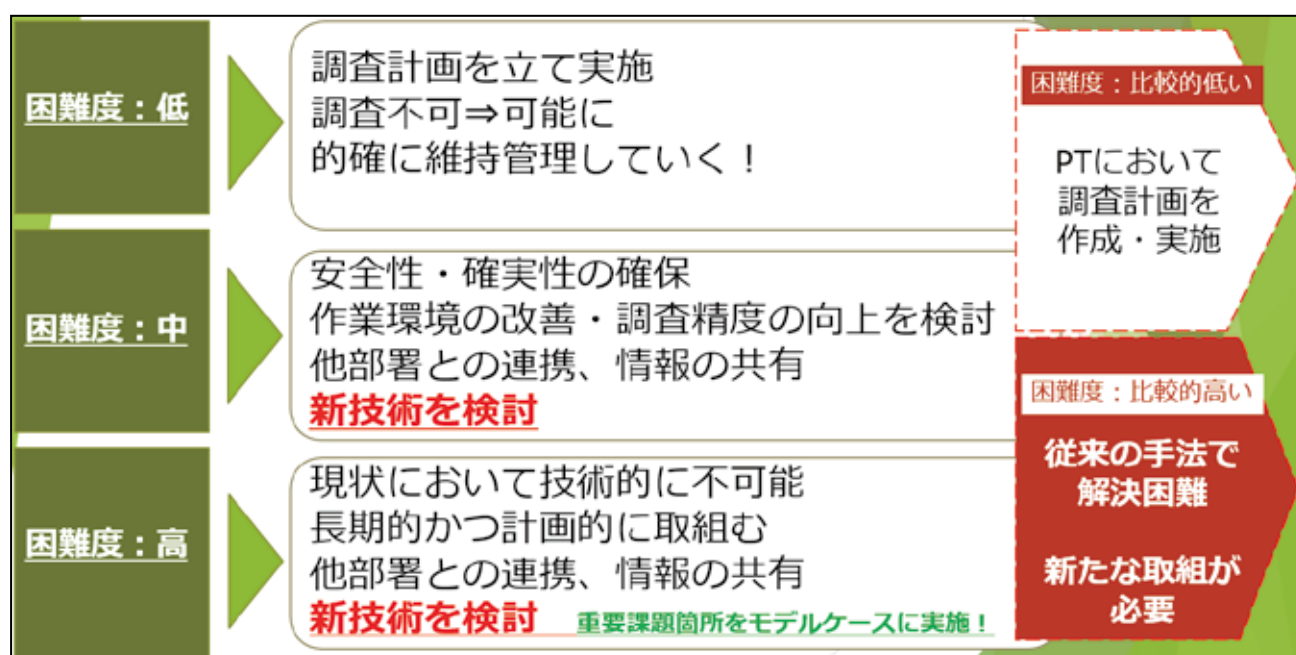 困難度：低
調査計画を立て実施
調査不可⇒可能に
的確に維持管理していく！
困難度：中
安全性・確実性の確保
作業環境の改善・調査精度の向上を検討
他部署との連携、情報の共有
新技術を検討
困難度：高
現状において技術的に不可能
長期的かつ計画的に取組む
他部署との連携、情報の共有
新技術を検討 重要課題箇所をモデルケースに実施！
困難度：比較的低い
PTにおいて
調査計画を
作成・実施
困難度：比較的高い
従来の手法で
解決困難
新たな取組が
必要